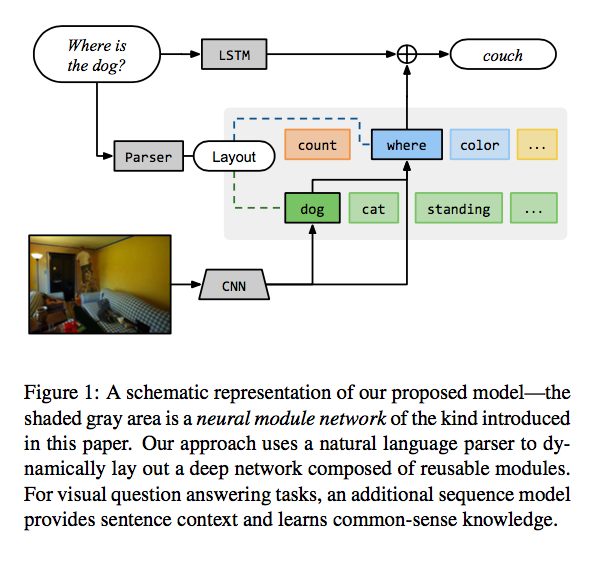 Where is
the dog?
LSTM
couch
Parser
Layout
count
where
color
...
dog
cat
standing
...
CNN
Figure 1: A schematic representation of our proposed model—the
shaded gray area is a neural module network of the kind introduced
in this paper. Our approach uses a natural language parser to dy-
namically lay out a deep network composed of reusable modules.
For visual question answering tasks, an additional sequence model
provides sentence context and learns common-sense knowledge.